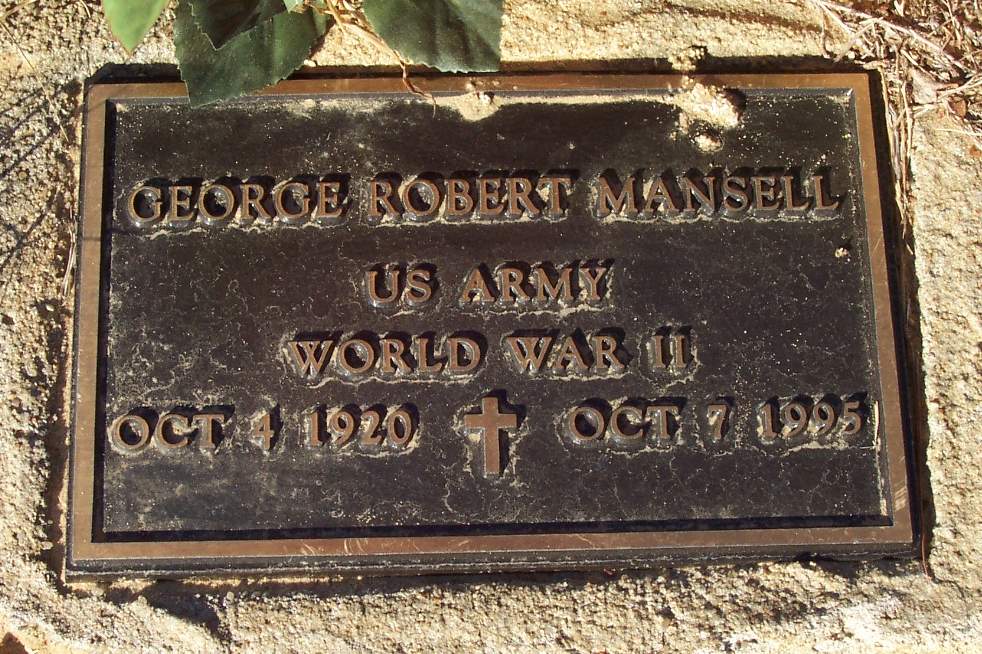 GEORGE ROBERT MANSELL
US ARMY
WORLD WAR II
OCT 4 1920 OCT 7 1995